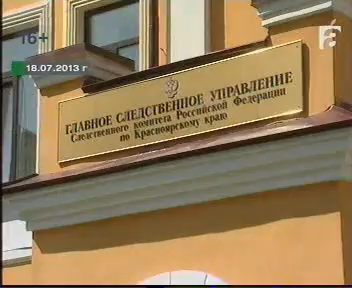 16+
18.07.2013 г
ГЛАВНОЕ СЛЕДСТВЕННОЕ УПРАВЛЕНИЕ
Следственного комитета Российской Федерации
по Красноярскому краю